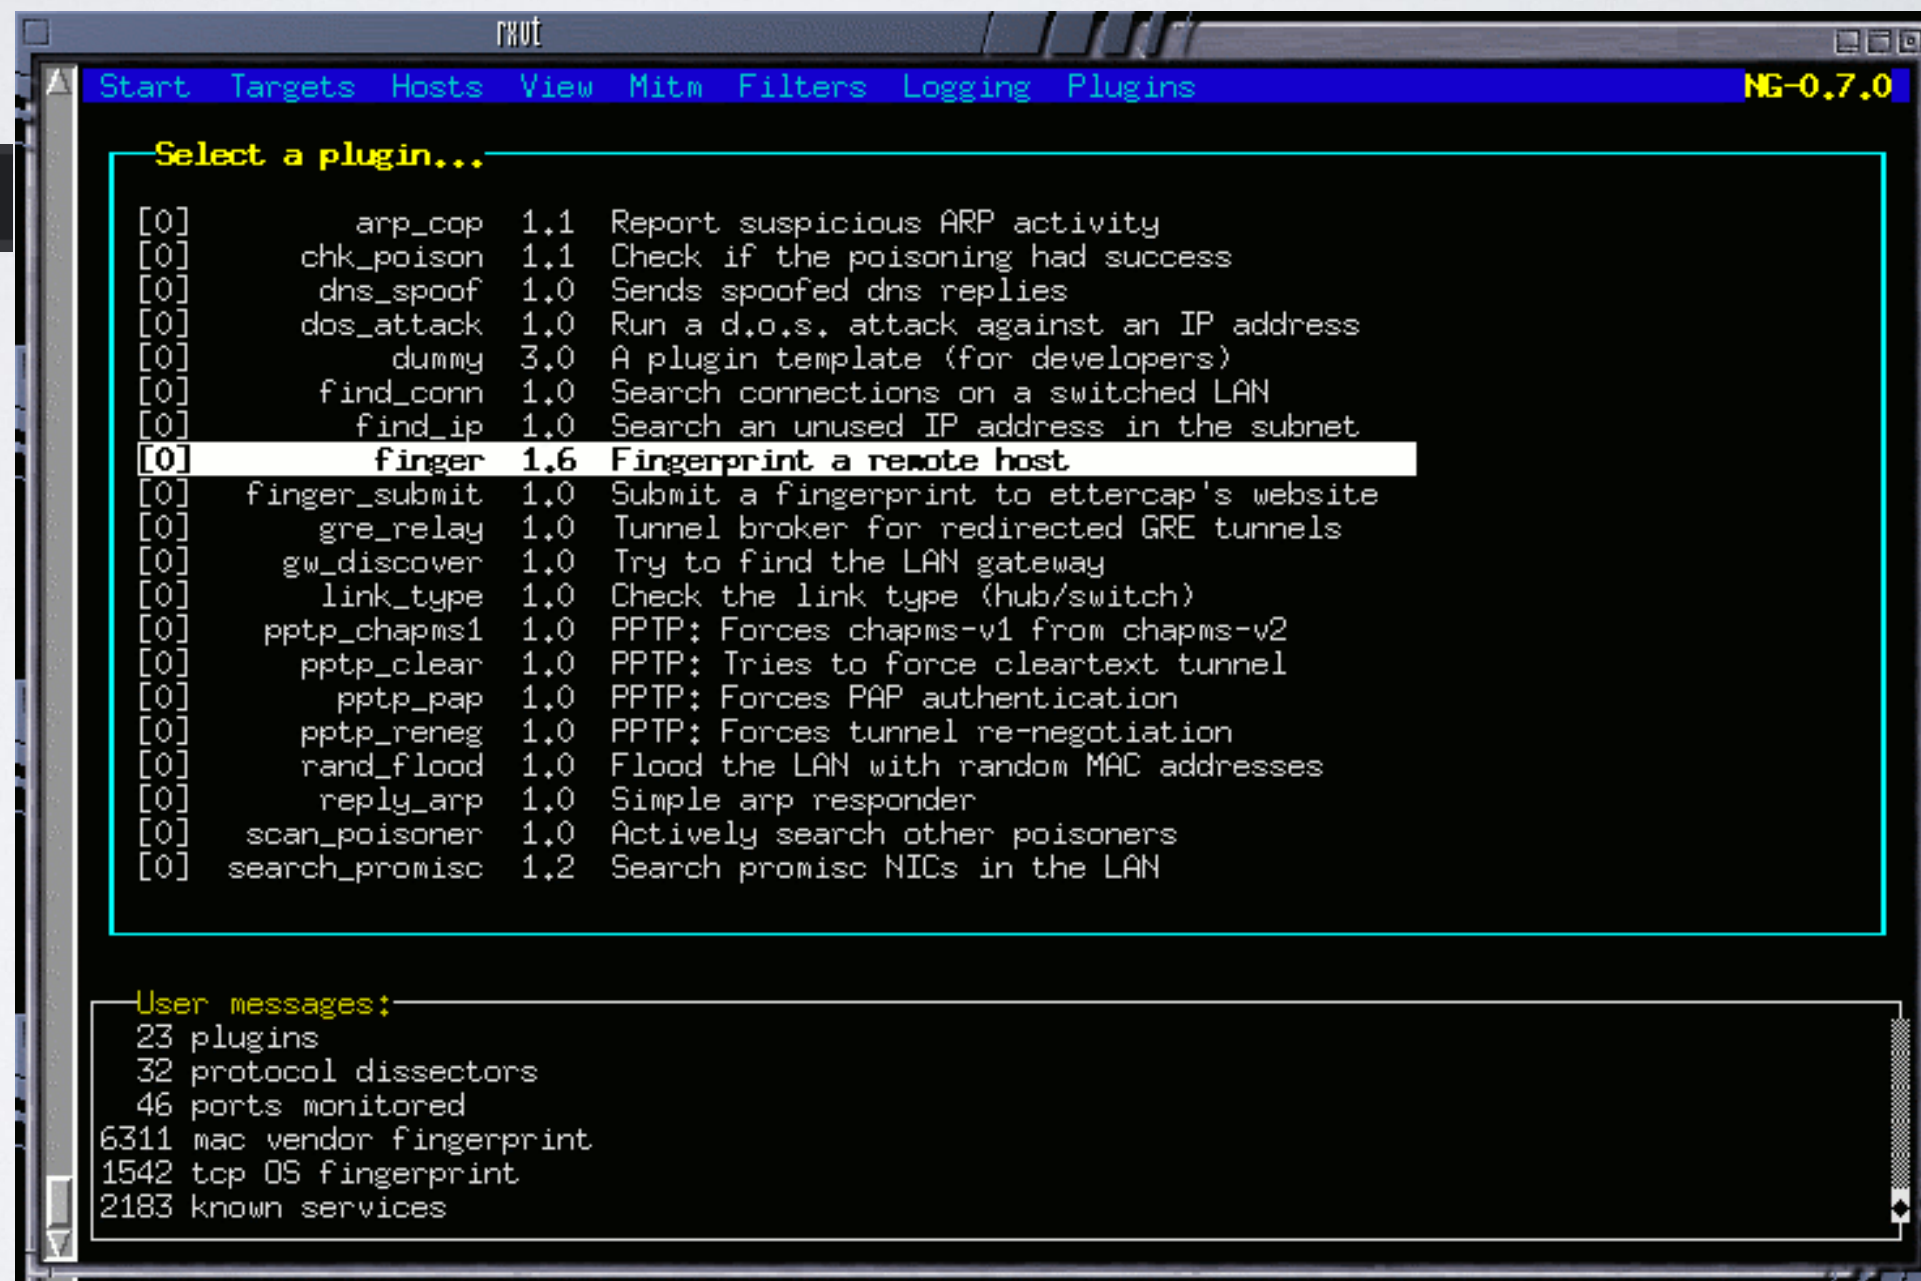 rxvt
Start Targets Hosts View Mitm Filters Logging Plugins NG-0.7.0
Select a plugin...
[0] arp_cop 1.1 Report suspicious ARP activity
[0] chk_poison 1.1 Check if the poisoning had success
[0] dns_spoof 1.0 Sends spoofed dns replies
[0] dos_attack 1.0 Run a d.o.s. attack against an IP address
[0] dummy 3.0 A plugin template (for developers)
[0] find_conn 1.0 Search connections on a switched LAN
[0] find_ip 1.0 Search an unused IP address in the subnet
[0] finger 1.6 Fingerprint a remote host
[0] finger_submit 1.0 Submit a fingerprint to ettercap's website
[0] gre_relay 1.0 Tunnel broker for redirected GRE tunnels
[0] gw_discover 1.0 Try to find the LAN gateway
[0] link_type 1.0 Check the link type (hub/switch)
[0] pptp_chapms1 1.0 PPTP: Forces chapms-v1 from chapms-v2
[0] pptp_clear 1.0 PPTP: Tries to force cleartext tunnel
[0] pptp_pap 1.0 PPTP: Forces PAP authentication
[0] pptp_reneg 1.0 PPTP: Forces tunnel re-negotiation
[0] rand_flood 1.0 Flood the LAN with random MAC addresses
[0] reply_arp 1.0 Simple arp responder
[0] scan_poisoner 1.0 Actively search other poisoners
[0] search_promisc 1.2 Search promisc NICs in the LAN
User messages:
23 plugins
32 protocol dissectors
46 ports monitored
6311 mac vendor fingerprint
1542 tcp OS fingerprint
2183 known services